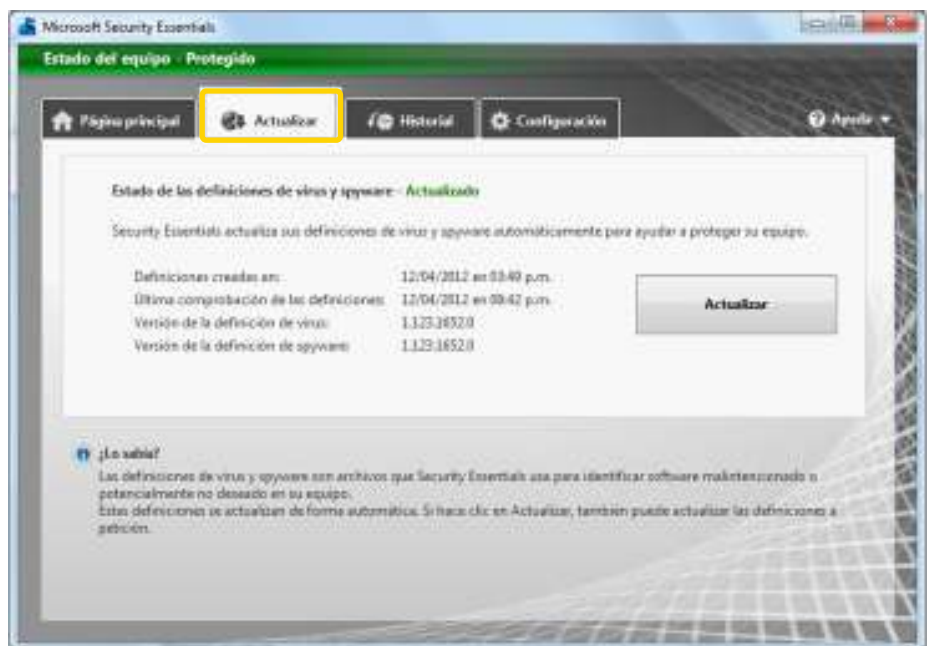 Microsoft Security Essentials
Estado del equipo - Protegido
Página principal
Actualizar
Historial
Configuración
Ayuda
Estado de las definiciones de virus y spyware - Actualizado
Security Essentials actualiza sus definiciones de virus y spyware automáticamente para ayudar a proteger su equipo.
Definiciones creadas en: 12/04/2012 en 03:40 p.m.
Última comprobación de las definiciones: 12/04/2012 en 08:42 p.m.
Versión de la definición de virus: 1.123.1652.0
Versión de la definición de spyware: 1.123.1652.0
Actualizar
¿Lo sabía?
Las definiciones de virus y spyware son archivos que Security Essentials usa para identificar software malintencionado o
potencialmente no deseado en su equipo.
Estas definiciones se actualizan de forma automática. Si hace clic en Actualizar, también puede actualizar las definiciones a
petición.